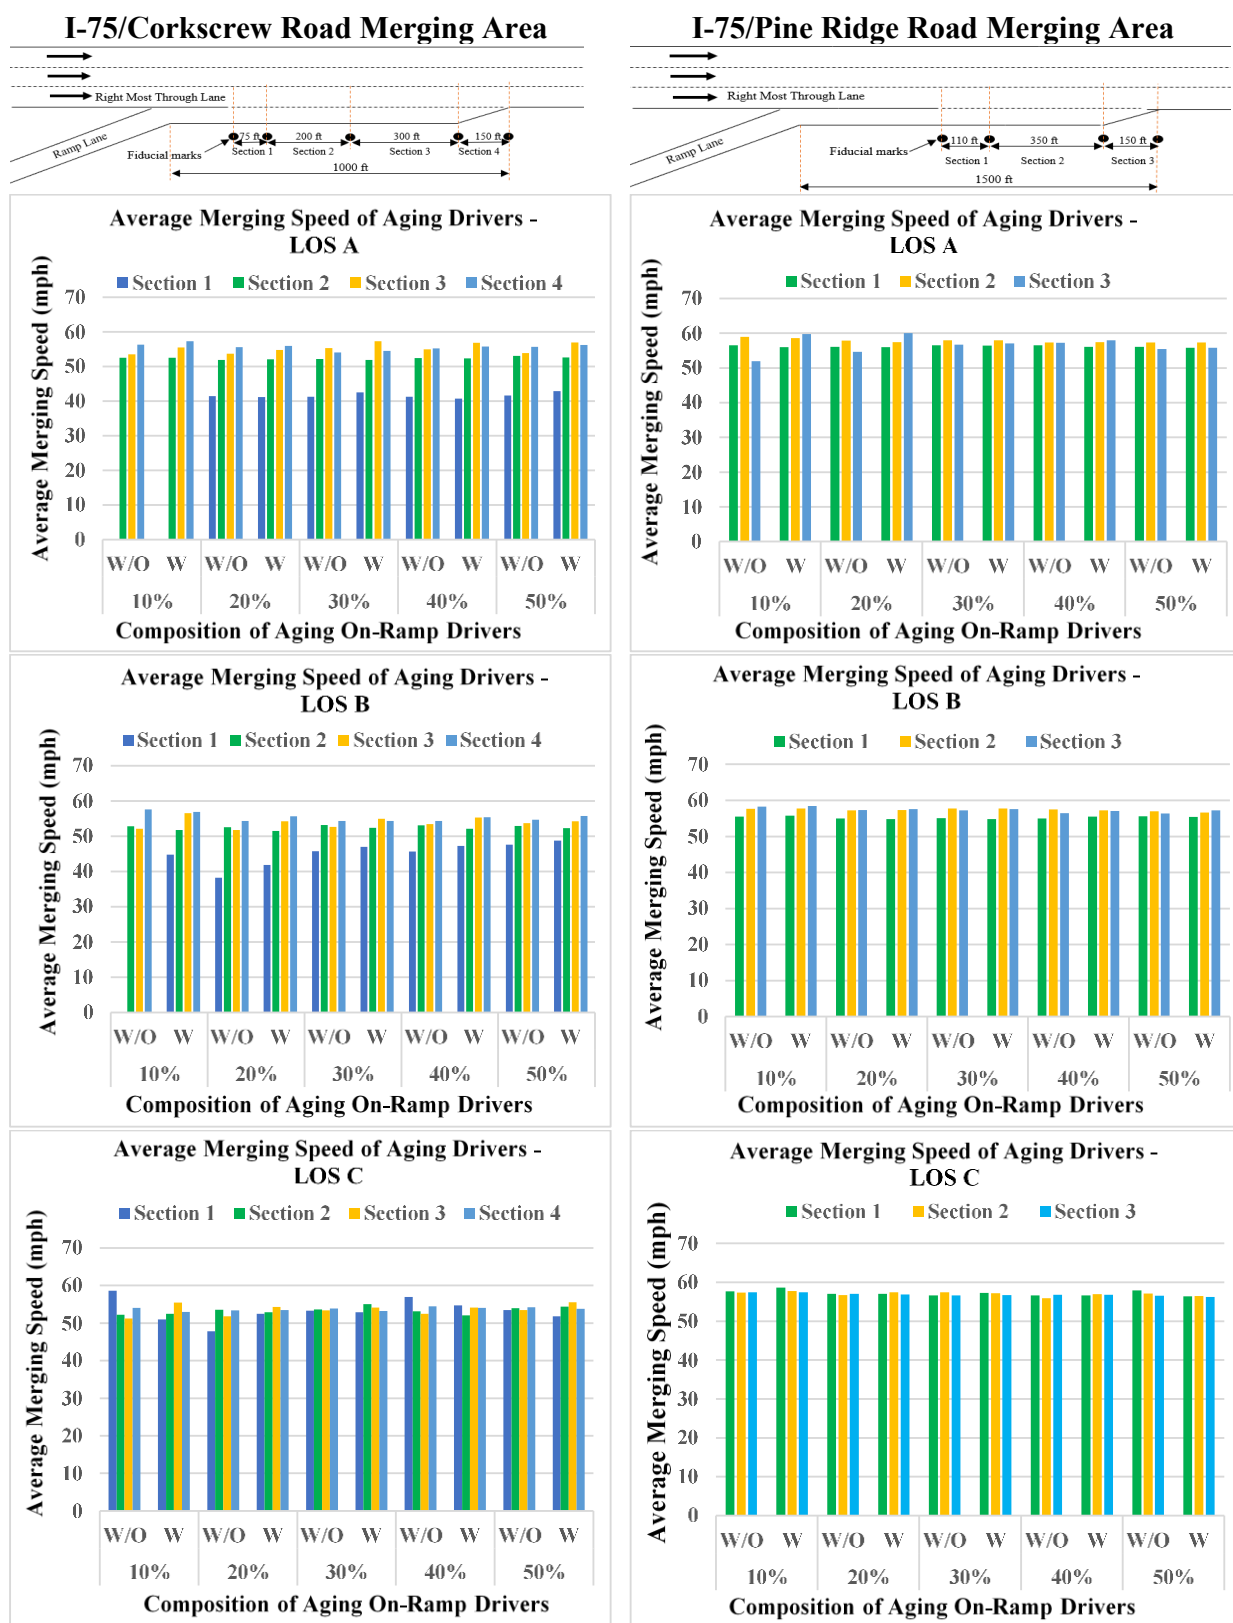 I-75/Corkscrew Road Merging Area
Right Most Through Lane
Ramp Lane
Fiducial marks
75 ft
200 ft
300 ft
150 ft
Section 1
Section 2
Section 3
Section 4
1000 ft
I-75/Pine Ridge Road Merging Area
Right Most Through Lane
Ramp Lane
Fiducial marks
110 ft
350 ft
150 ft
Section 1
Section 2
Section 3
1500 ft
Average Merging Speed of Aging Drivers -
LOS A
Section 1 Section 2 Section 3 Section 4
Average Merging Speed (mph)
70
60
50
40
30
20
10
0
W/O W W/O W W/O W W/O W W/O W
10% 20% 30% 40% 50%
Composition of Aging On-Ramp Drivers
Average Merging Speed of Aging Drivers -
LOS A
Section 1 Section 2 Section 3
Average Merging Speed (mph)
70
60
50
40
30
20
10
0
W/O W W/O W W/O W W/O W W/O W
10% 20% 30% 40% 50%
Composition of Aging On-Ramp Drivers
Average Merging Speed of Aging Drivers -
LOS B
Section 1 Section 2 Section 3 Section 4
Average Merging Speed (mph)
70
60
50
40
30
20
10
0
W/O W W/O W W/O W W/O W W/O W
10% 20% 30% 40% 50%
Composition of Aging On-Ramp Drivers
Average Merging Speed of Aging Drivers -
LOS B
Section 1 Section 2 Section 3
Average Merging Speed (mph)
70
60
50
40
30
20
10
0
W/O W W/O W W/O W W/O W W/O W
10% 20% 30% 40% 50%
Composition of Aging On-Ramp Drivers
Average Merging Speed of Aging Drivers -
LOS C
Section 1 Section 2 Section 3 Section 4
Average Merging Speed (mph)
70
60
50
40
30
20
10
0
W/O W W/O W W/O W W/O W W/O W
10% 20% 30% 40% 50%
Composition of Aging On-Ramp Drivers
Average Merging Speed of Aging Drivers -
LOS C
Section 1 Section 2 Section 3
Average Merging Speed (mph)
70
60
50
40
30
20
10
0
W/O W W/O W W/O W W/O W W/O W
10% 20% 30% 40% 50%
Composition of Aging On-Ramp Drivers